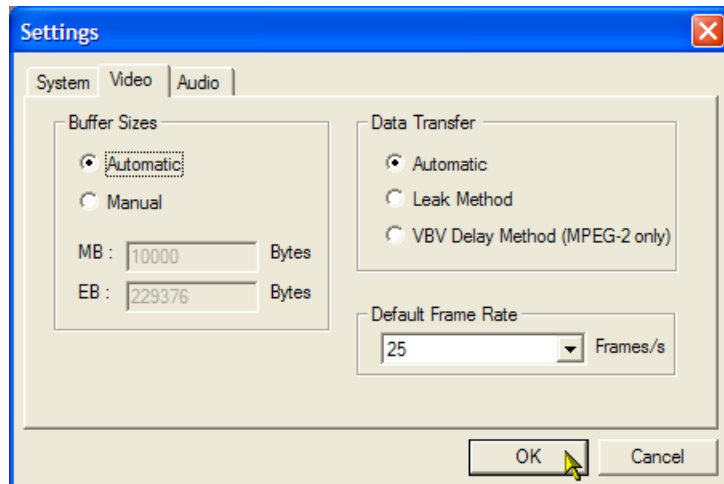 Settings
System Video Audio
Buffer Sizes
Automatic
Manual
MB : 10000 Bytes
EB : 229376 Bytes
Data Transfer
Automatic
Leak Method
VBV Delay Method (MPEG-2 only)
Default Frame Rate
25 Frames/s
OK Cancel